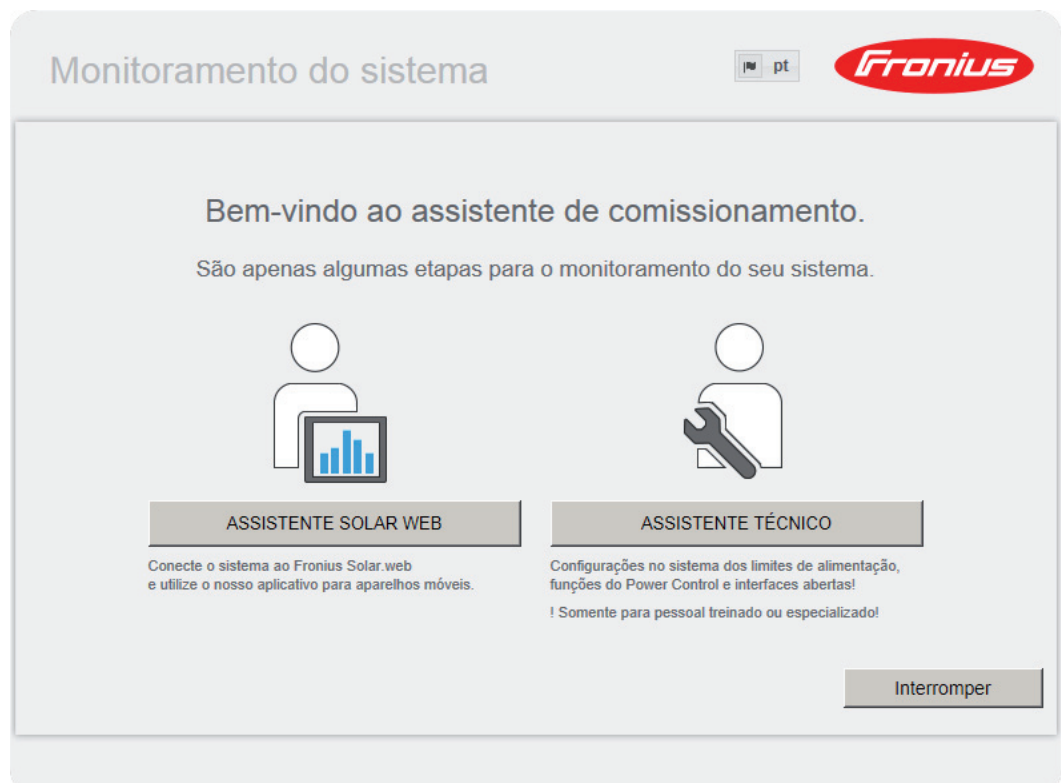 Monitoramento do sistema
pt
Fronius
Bem-vindo ao assistente de comissionamento.
São apenas algumas etapas para o monitoramento do seu sistema.
ASSISTENTE SOLAR WEB
Conecte o sistema ao Fronius Solar.web
e utilize o nosso aplicativo para aparelhos móveis.
ASSISTENTE TÉCNICO
Configurações no sistema dos limites de alimentação,
funções do Power Control e interfaces abertas!
! Somente para pessoal treinado ou especializado!
Interromper